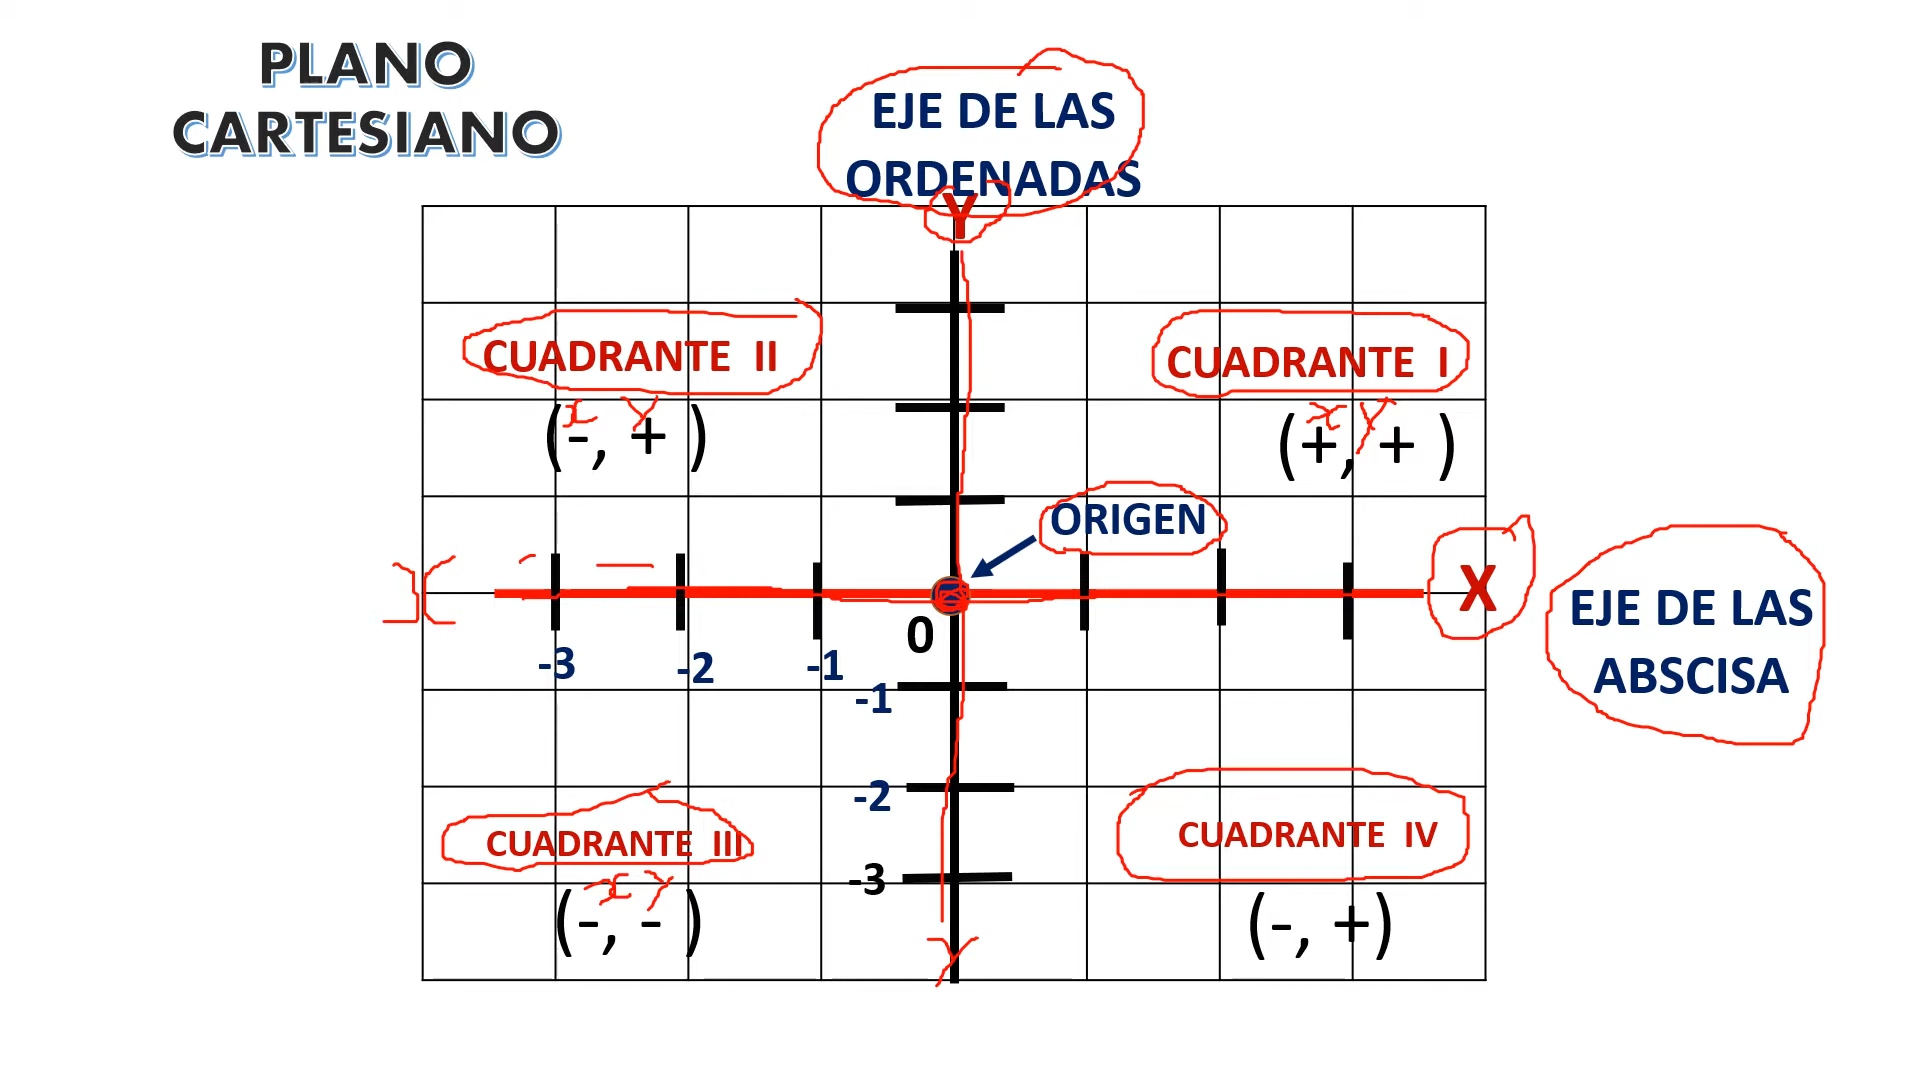 PLANO
CARTESIANO
EJE DE LAS
ORDENADAS
Y
CUADRANTE II
CUADRANTE I
x Y
(-, + )
x Y
(+, + )
ORIGEN
X
X
EJE DE LAS
ABSCISA
0
-3
-2
-1
-1
-2
-3
CUADRANTE III
CUADRANTE IV
x Y
(-, - )
(-, +)
Y